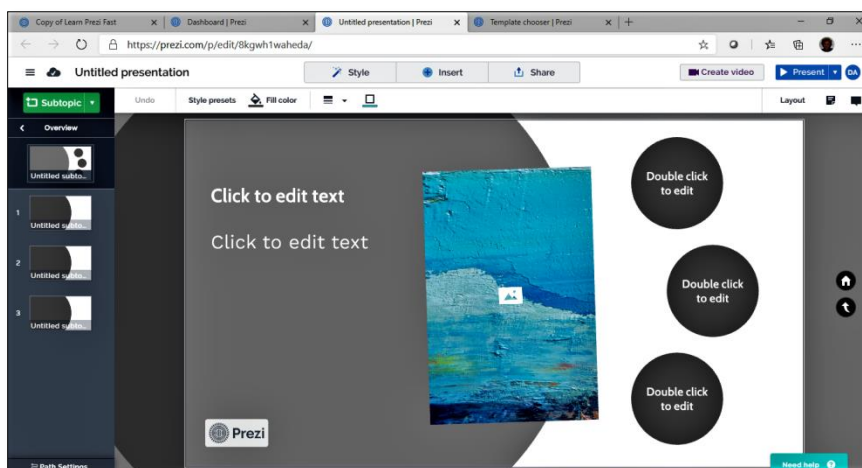 Copy of Learn Prezi Fast
Dashboard | Prezi
Untitled presentation | Prezi
Template chooser | Prezi
https://prezi.com/p/edit/8kgwh1waheda/
Untitled presentation
Style
Insert
Share
Create video
Present
DA
Subtopic
Undo
Style presets
Fill color
Layout
Overview
Untitled subto...
1
Untitled subto...
2
Untitled subto...
3
Untitled subto...
Path Settings
Click to edit text
Click to edit text
Double click
to edit
Double click
to edit
Double click
to edit
Prezi
Need help
?